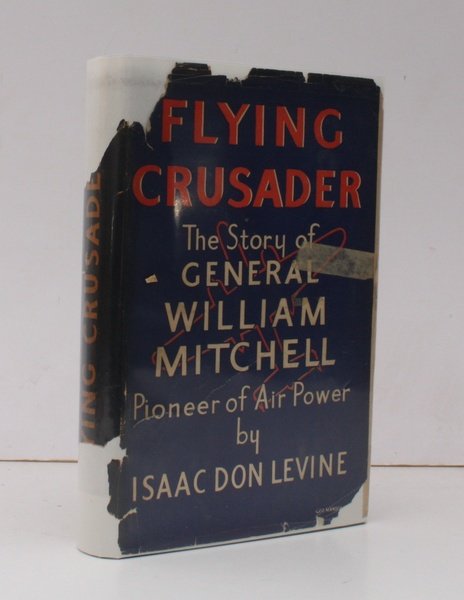 FLYING
CRUSADER
The Story of
GENERAL
WILLIAM
MITCHELL
Pioneer of Air Power
by
ISAAC DON LEVINE
YING CRUSADE